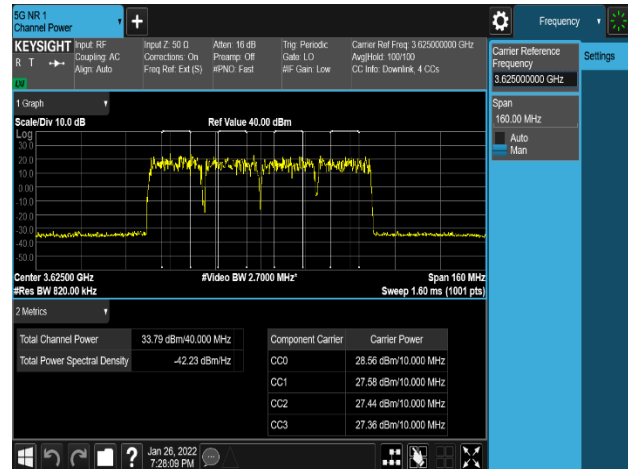 5G NR 1
Channel Power
Frequency
KEYSIGHT
R T
LXI
Input: RF
Coupling: AC
Align: Auto
Input Z: 50 Ω
Corrections: On
Freq Ref: Ext (S)
Atten: 16 dB
Preamp: Off
#PNO: Fast
Trig: Periodic
Gate: LO
#IF Gain: Low
Carrier Ref Freq: 3.625000000 GHz
Avg|Hold: 100/100
CC Info: Downlink, 4 CCs
Carrier Reference
Frequency
3.625000000 GHz
Settings
Span
160.00 MHz
Auto
Man
1 Graph
Scale/Div 10.0 dB
Ref Value 40.00 dBm
Log
30.0
20.0
10.0
0.00
-10.0
-20.0
-30.0
-40.0
-50.0
Center 3.62500 GHz
#Video BW 2.7000 MHz*
Span 160 MHz
#Res BW 820.00 kHz
Sweep 1.60 ms (1001 pts)
2 Metrics
Total Channel Power 33.79 dBm/40.000 MHz
Total Power Spectral Density -42.23 dBm/Hz
Component Carrier Carrier Power
CC0 28.56 dBm/10.000 MHz
CC1 27.58 dBm/10.000 MHz
CC2 27.44 dBm/10.000 MHz
CC3 27.36 dBm/10.000 MHz
?
Jan 26, 2022
7:28:09 PM